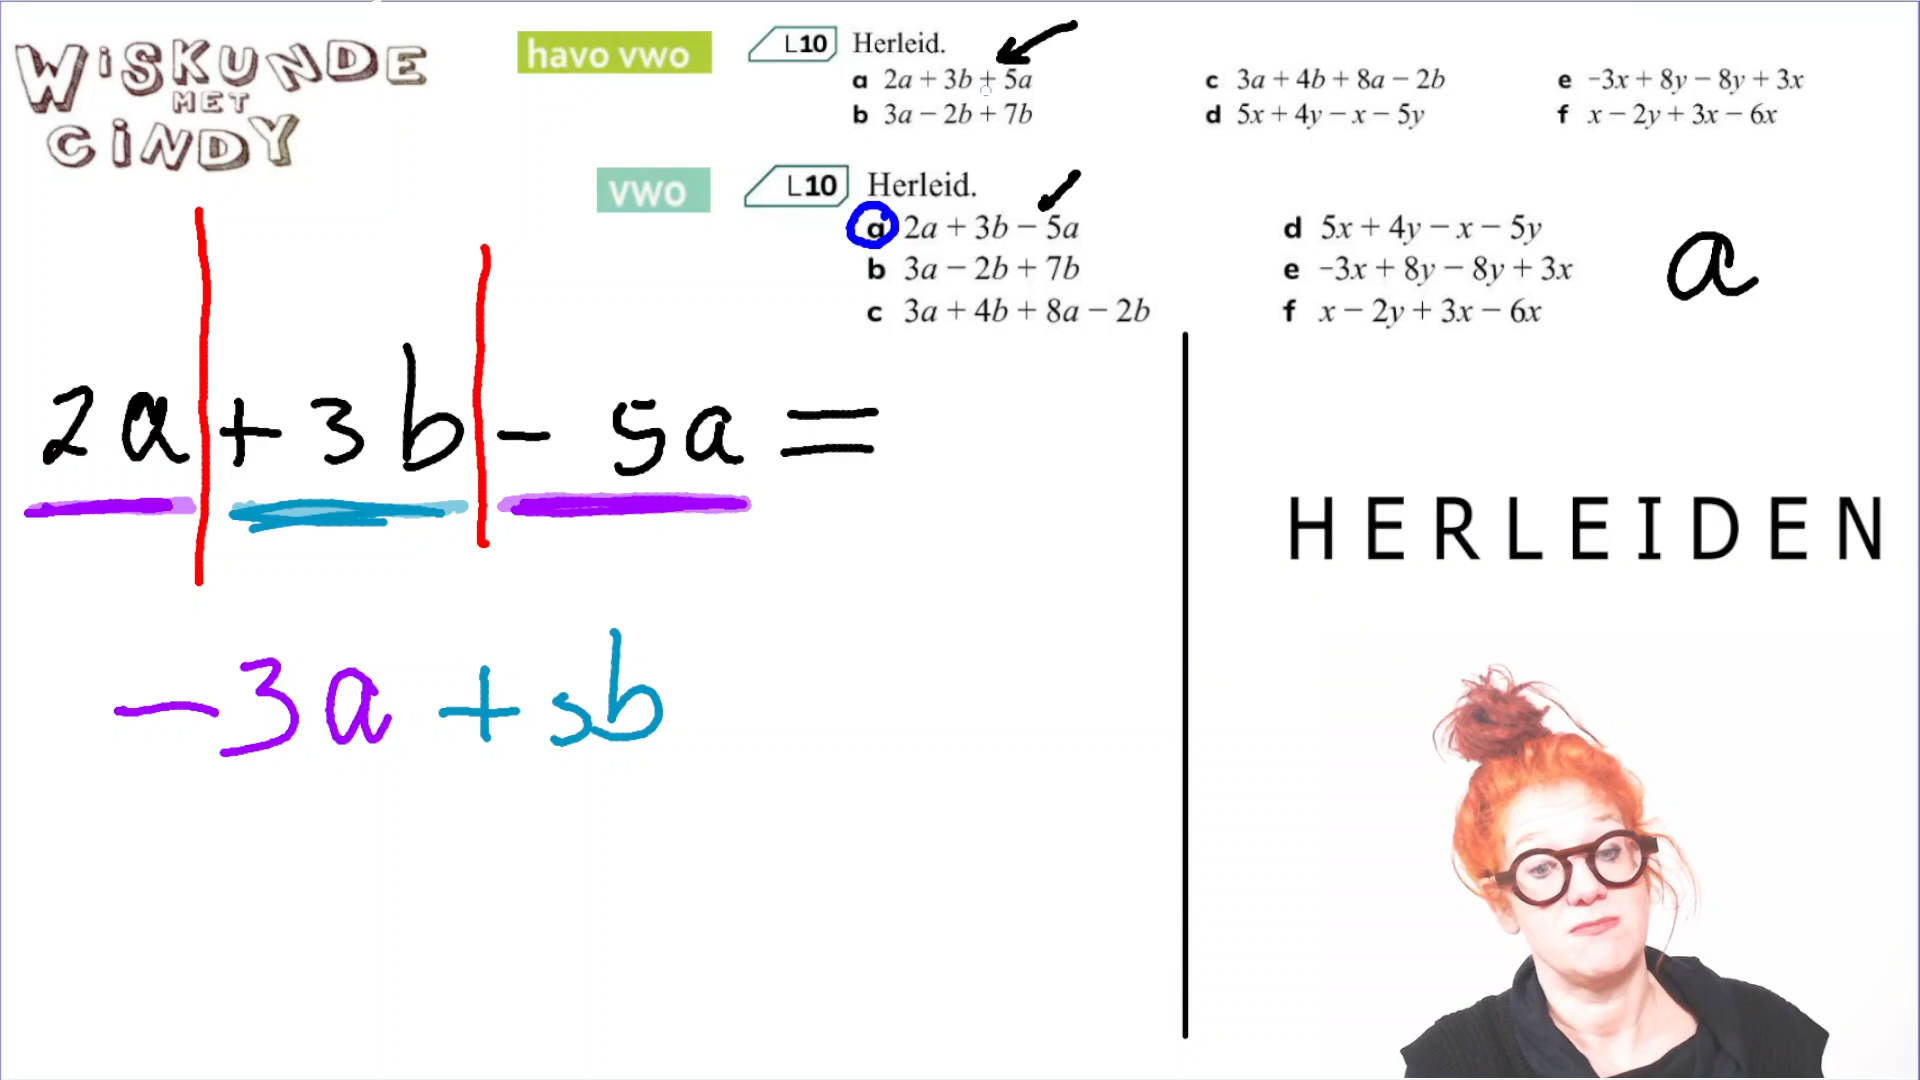 WiSKUNDE
MET
CiNDY
havo vwo
L10 Herleid.
a 2a + 3b + 5a
b 3a − 2b + 7b
c 3a + 4b + 8a − 2b
d 5x + 4y − x − 5y
e −3x + 8y − 8y + 3x
f x − 2y + 3x − 6x
vwo
L10 Herleid.
a 2a + 3b − 5a
b 3a − 2b + 7b
c 3a + 4b + 8a − 2b
d 5x + 4y − x − 5y
e −3x + 8y − 8y + 3x
f x − 2y + 3x − 6x
a
2a + 3b − 5a =
−3a + 3b
HERLEIDEN